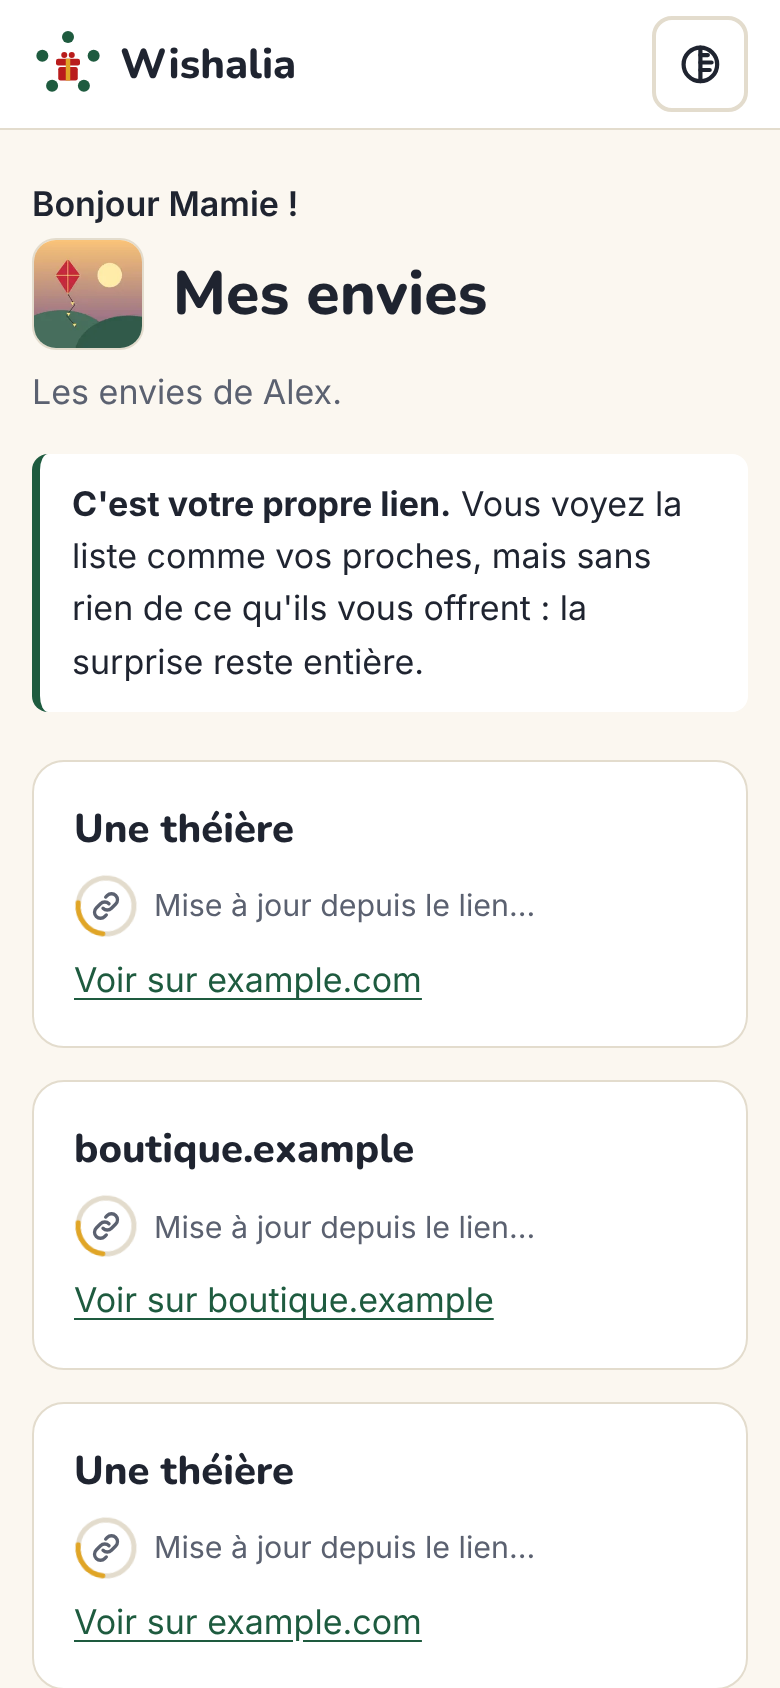 Wishalia
Bonjour Mamie !
Mes envies
Les envies de Alex.
C'est votre propre lien. Vous voyez la
liste comme vos proches, mais sans
rien de ce qu'ils vous offrent : la
surprise reste entière.
Une théière
Mise à jour depuis le lien…
Voir sur example.com
boutique.example
Mise à jour depuis le lien…
Voir sur boutique.example
Une théière
Mise à jour depuis le lien…
Voir sur example.com